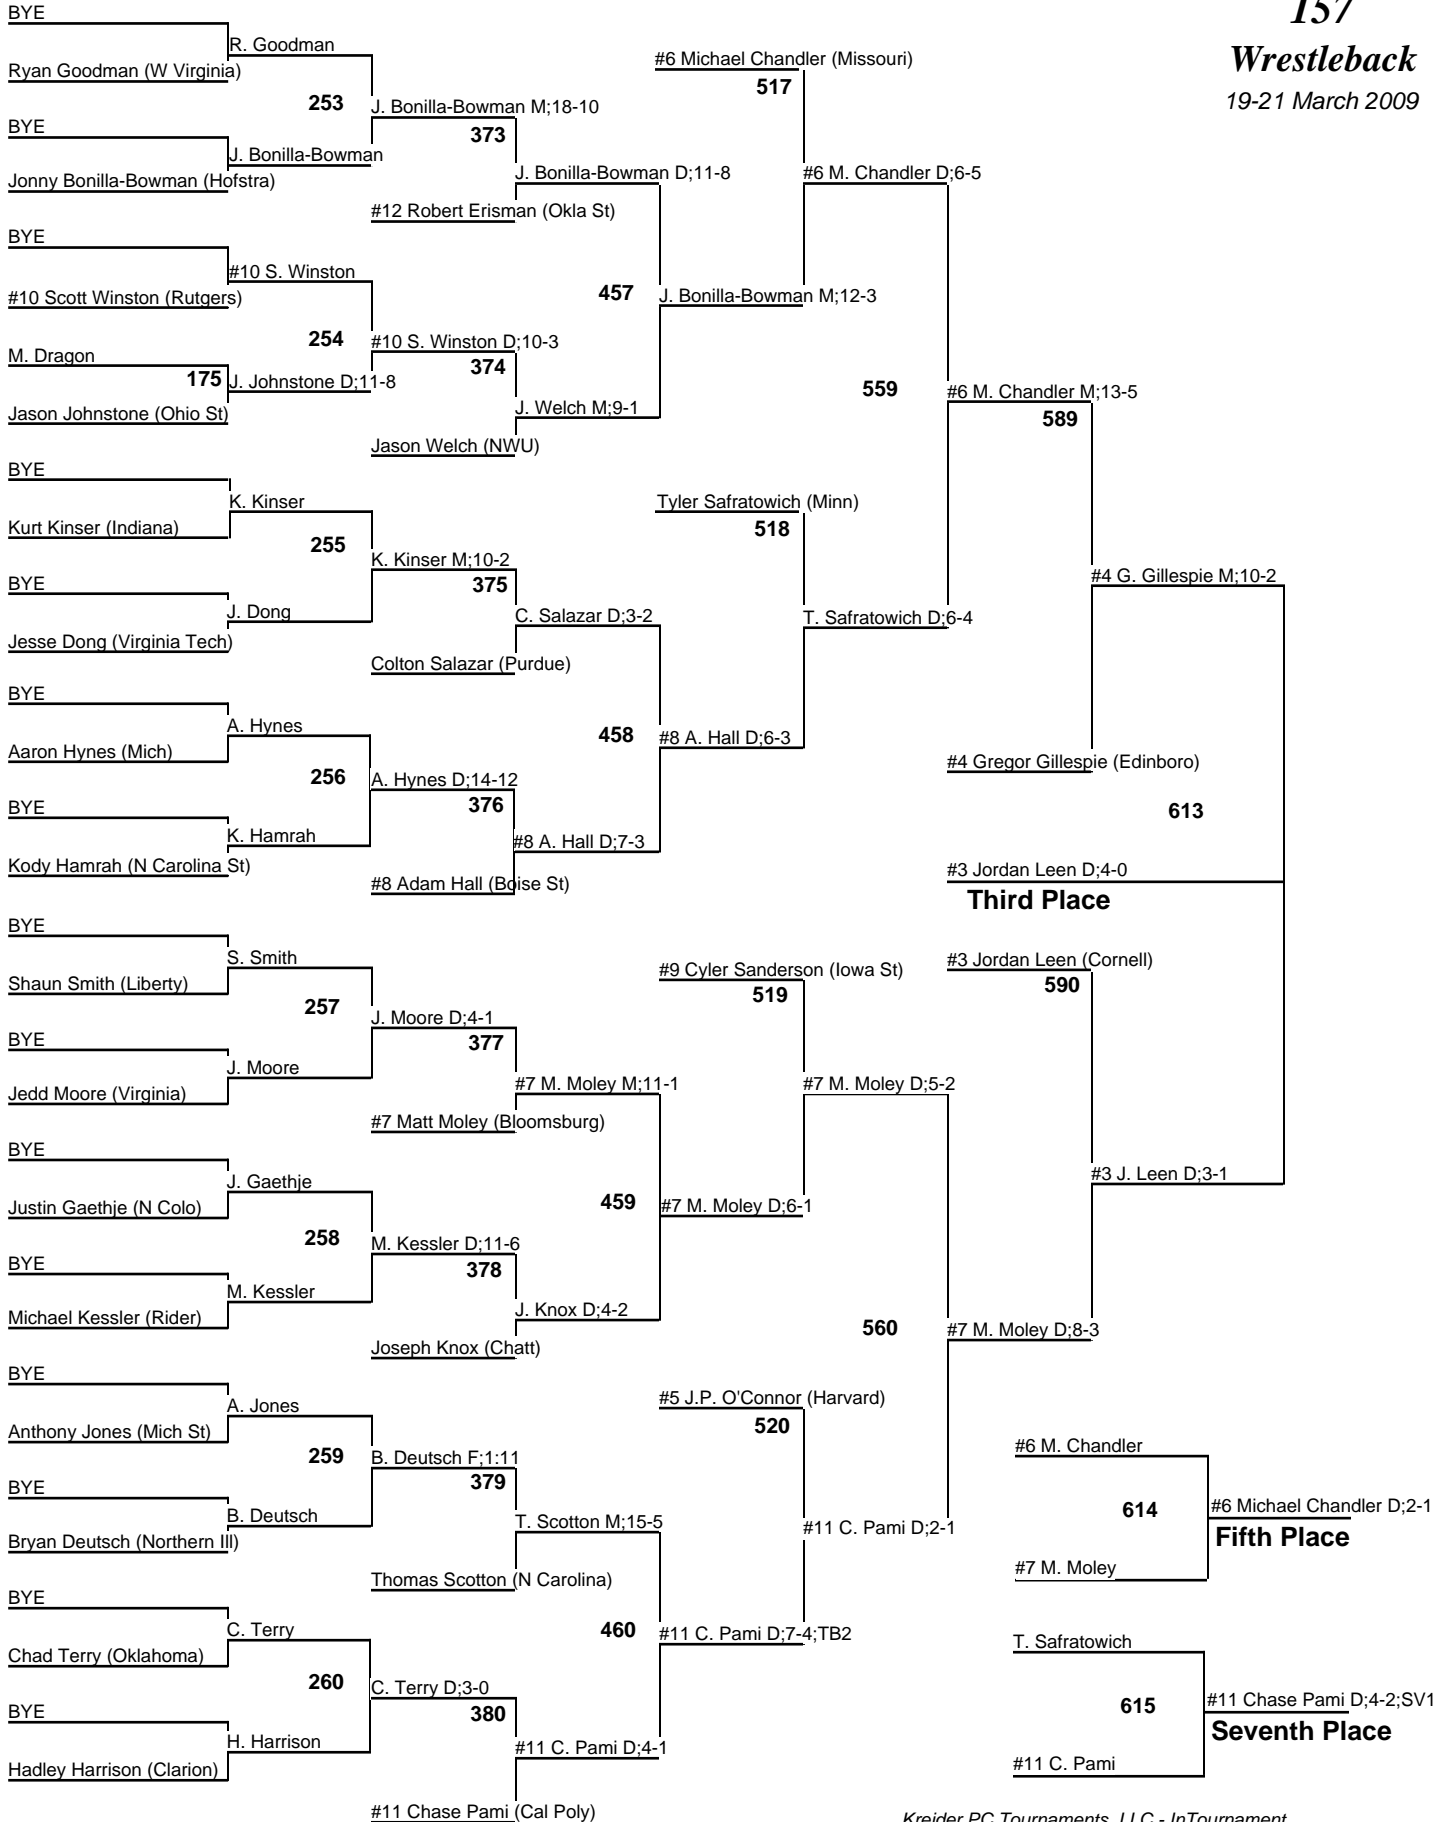 157
Wrestleback
19-21 March 2009
BYE
R. Goodman
Ryan Goodman (W Virginia)
253
J. Bonilla-Bowman M;18-10
BYE
J. Bonilla-Bowman
Jonny Bonilla-Bowman (Hofstra)
373
J. Bonilla-Bowman D;11-8
#12 Robert Erisman (Okla St)
BYE
#10 S. Winston
#10 Scott Winston (Rutgers)
254
#10 S. Winston D;10-3
M. Dragon
175
J. Johnstone D;11-8
Jason Johnstone (Ohio St)
374
J. Welch M;9-1
Jason Welch (NWU)
457
J. Bonilla-Bowman M;12-3
#6 Michael Chandler (Missouri)
517
#6 M. Chandler D;6-5
BYE
K. Kinser
Kurt Kinser (Indiana)
255
K. Kinser M;10-2
BYE
J. Dong
Jesse Dong (Virginia Tech)
375
C. Salazar D;3-2
Colton Salazar (Purdue)
BYE
A. Hynes
Aaron Hynes (Mich)
256
A. Hynes D;14-12
BYE
K. Hamrah
Kody Hamrah (N Carolina St)
376
#8 A. Hall D;7-3
#8 Adam Hall (Boise St)
458
#8 A. Hall D;6-3
Tyler Safratowich (Minn)
518
T. Safratowich D;6-4
559
#6 M. Chandler M;13-5
589
#4 G. Gillespie M;10-2
#4 Gregor Gillespie (Edinboro)
613
#3 Jordan Leen D;4-0
Third Place
BYE
S. Smith
Shaun Smith (Liberty)
257
J. Moore D;4-1
BYE
J. Moore
Jedd Moore (Virginia)
377
#7 M. Moley M;11-1
#7 Matt Moley (Bloomsburg)
BYE
J. Gaethje
Justin Gaethje (N Colo)
258
M. Kessler D;11-6
BYE
M. Kessler
Michael Kessler (Rider)
378
J. Knox D;4-2
Joseph Knox (Chatt)
459
#7 M. Moley D;6-1
#9 Cyler Sanderson (Iowa St)
519
#7 M. Moley D;5-2
BYE
A. Jones
Anthony Jones (Mich St)
259
B. Deutsch F;1:11
BYE
B. Deutsch
Bryan Deutsch (Northern Ill)
379
T. Scotton M;15-5
Thomas Scotton (N Carolina)
BYE
C. Terry
Chad Terry (Oklahoma)
260
C. Terry D;3-0
BYE
H. Harrison
Hadley Harrison (Clarion)
380
#11 C. Pami D;4-1
#11 Chase Pami (Cal Poly)
460
#11 C. Pami D;7-4;TB2
#5 J.P. O'Connor (Harvard)
520
#11 C. Pami D;2-1
560
#7 M. Moley D;8-3
#3 Jordan Leen (Cornell)
590
#3 J. Leen D;3-1
#6 M. Chandler
614
#6 Michael Chandler D;2-1
Fifth Place
#7 M. Moley
T. Safratowich
615
#11 Chase Pami D;4-2;SV1
Seventh Place
#11 C. Pami
Kreider PC Tournaments, LLC - InTournament